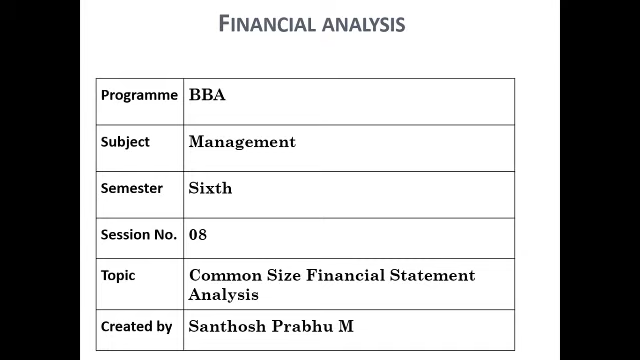 FINANCIAL ANALYSIS
Programme BBA
Subject Management
Semester Sixth
Session No. 08
Topic Common Size Financial Statement
Analysis
Created by Santhosh Prabhu M